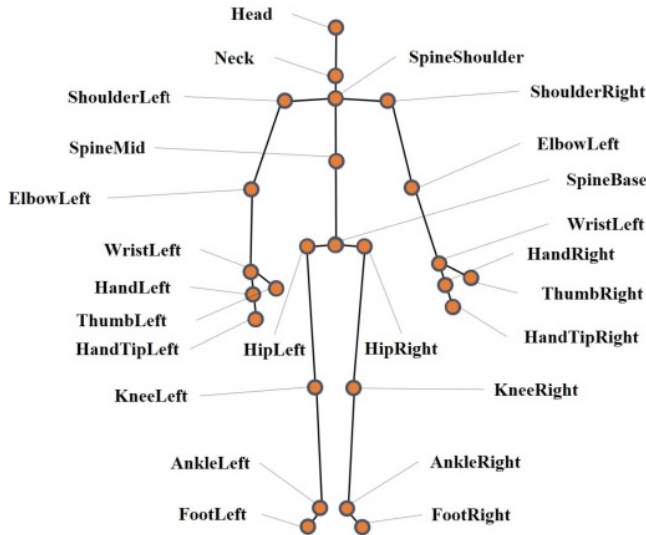 Head
Neck
SpineShoulder
ShoulderLeft
ShoulderRight
SpineMid
ElbowLeft
SpineBase
ElbowLeft
WristLeft
WristLeft
HandRight
HandLeft
ThumbRight
ThumbLeft
HandTipRight
HandTipLeft
HipLeft
HipRight
KneeLeft
KneeRight
AnkleLeft
AnkleRight
FootLeft
FootRight